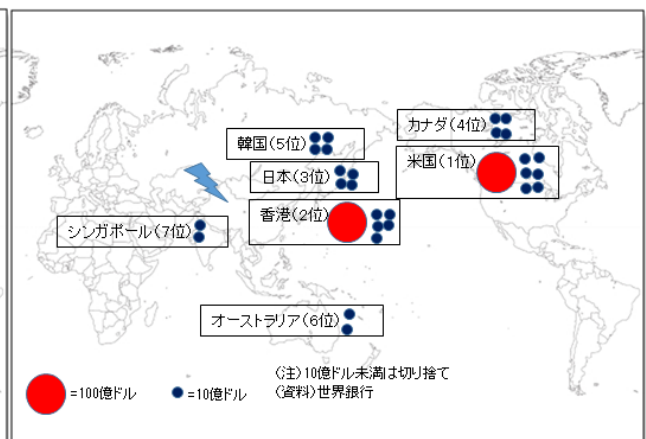 カナダ(4位)
韓国(5位)
米国(1位)
日本(3位)
香港(2位)
シンガポール(7位)
オーストラリア(6位)
(注)10億ドル未満は切り捨て
=100億ドル
=10億ドル
(資料)世界銀行